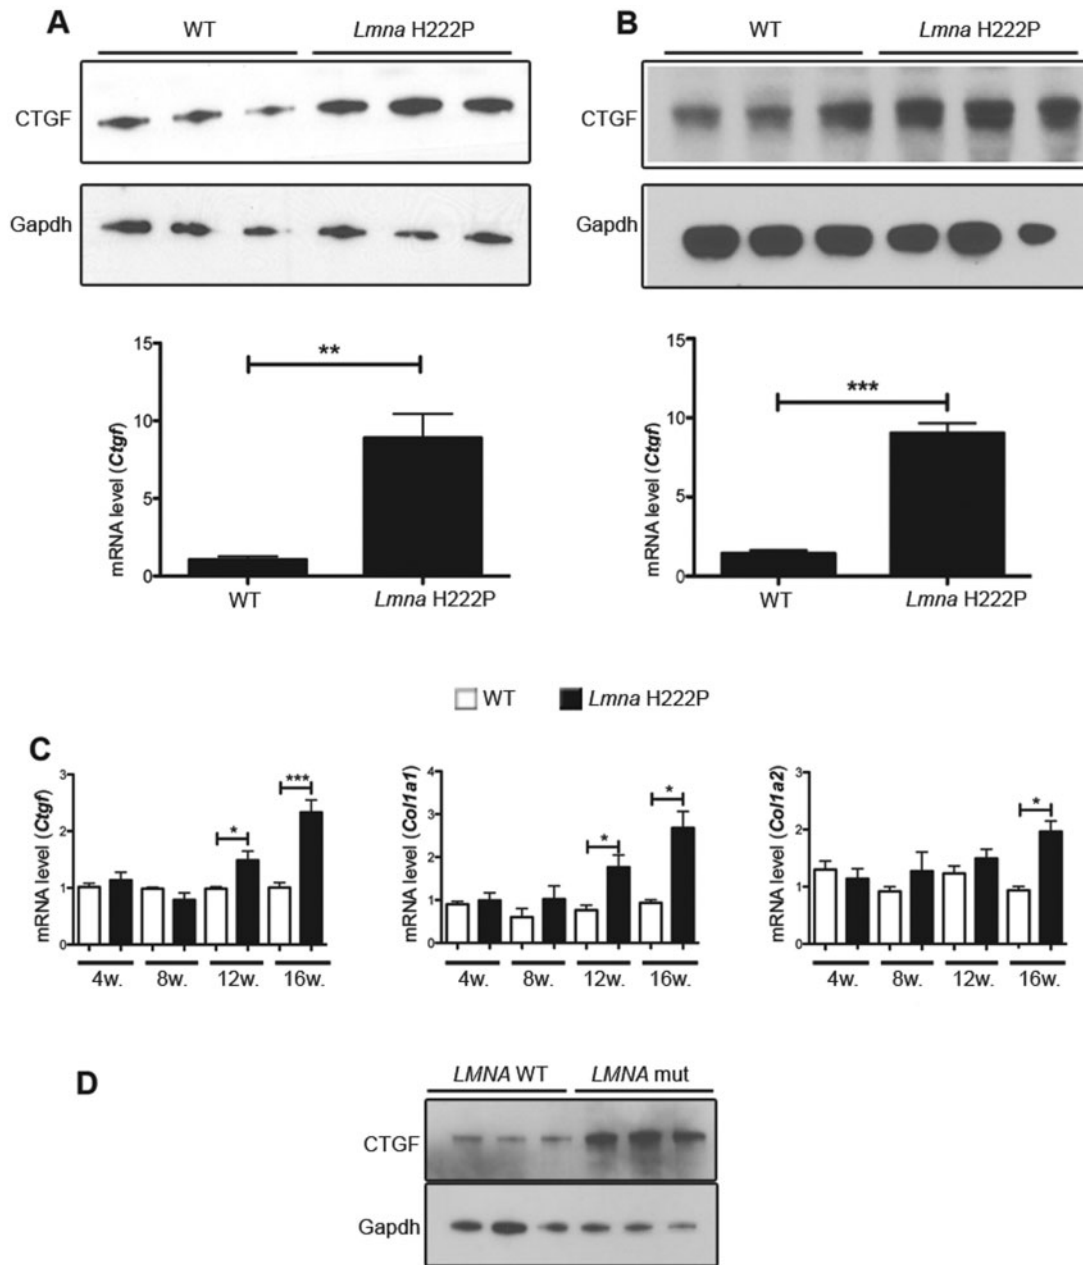 A
WT
Lmna H222P
CTGF
Gapdh
15
10
5
0
mRNA level (Ctgf)
**
WT
Lmna H222P
B
WT
Lmna H222P
CTGF
Gapdh
15
10
5
0
mRNA level (Ctgf)
***
WT
Lmna H222P
WT
Lmna H222P
C
3
2
1
0
mRNA level (Ctgf)
*
***
4w.
8w.
12w.
16w.
4
3
2
1
0
mRNA level (Col1a1)
*
*
4w.
8w.
12w.
16w.
3
2
1
0
mRNA level (Col1a2)
*
4w.
8w.
12w.
16w.
D
LMNA WT
LMNA mut
CTGF
Gapdh